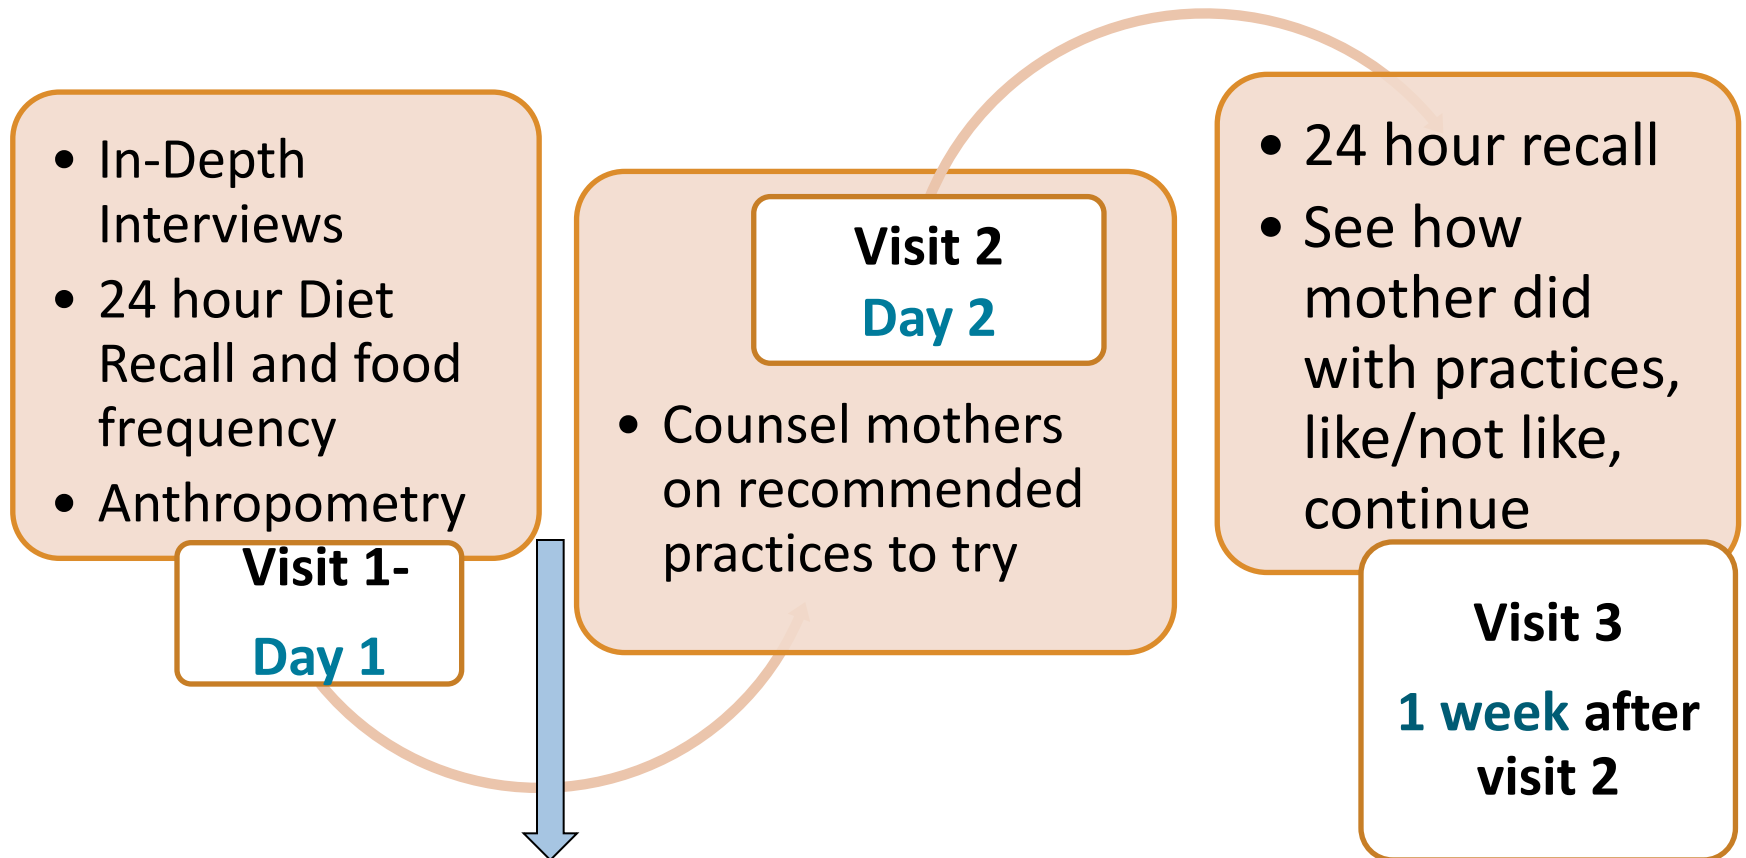 • In-Depth
Interviews
• 24 hour Diet
Recall and food
frequency
• Anthropometry
Visit 1-
Day 1
Visit 2
Day 2
• Counsel mothers
on recommended
practices to try
• 24 hour recall
• See how
mother did
with practices,
like/not like,
continue
Visit 3
1 week after
visit 2